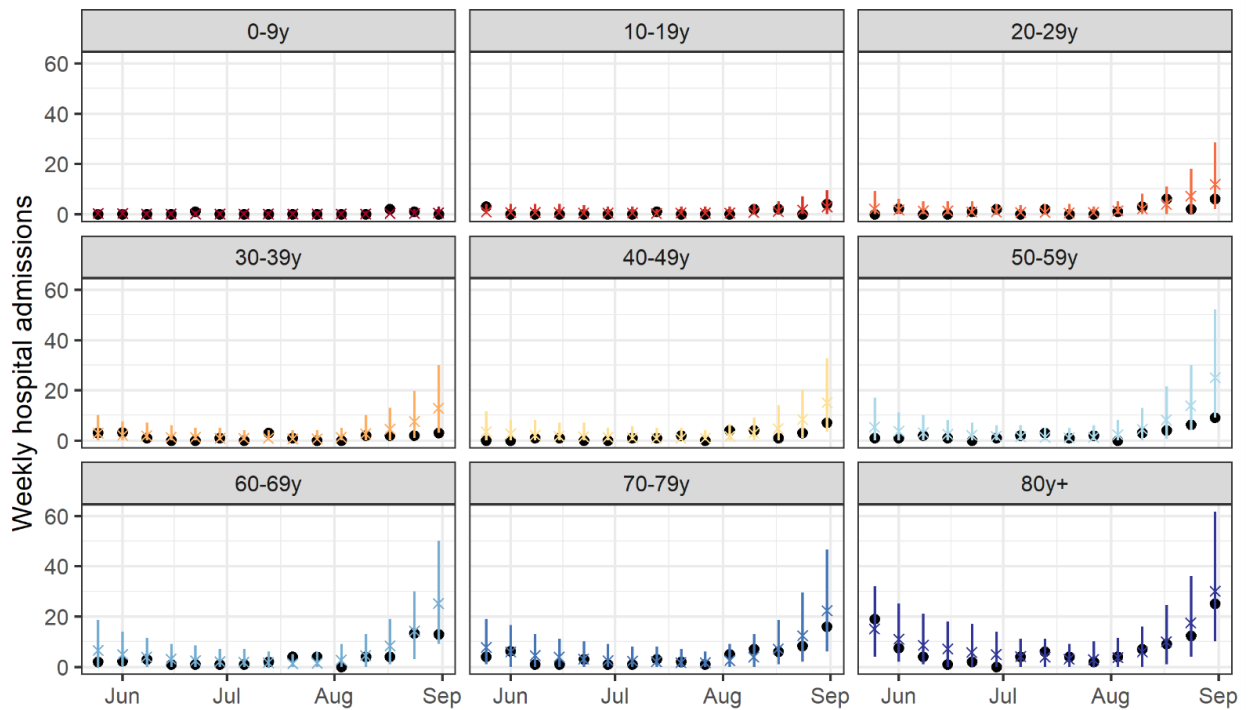 0-9y
10-19y
20-29y
60
40
20
0
30-39y
40-49y
50-59y
60
40
20
0
60-69y
70-79y
80y+
60
40
20
0
Jun Jul Aug Sep
Jun Jul Aug Sep
Jun Jul Aug Sep
Weekly hospital admissions